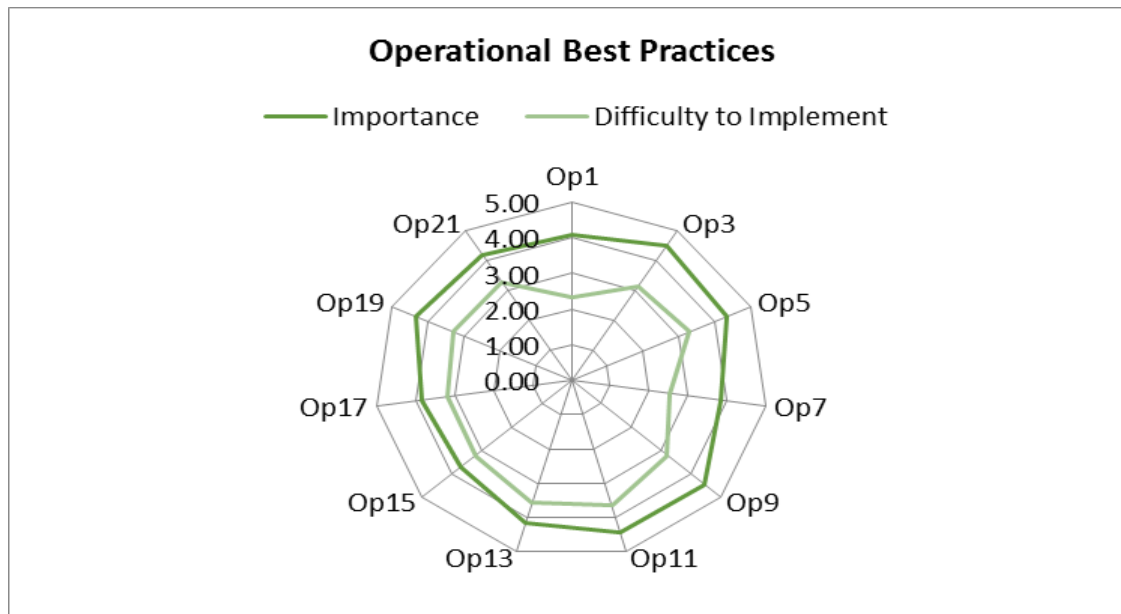 Operational Best Practices
Importance Difficulty to Implement
Op1
5.00
Op21 Op3
4.00
3.00
Op19 Op5
2.00
1.00
0.00
Op17 Op7
Op15 Op9
Op13 Op11